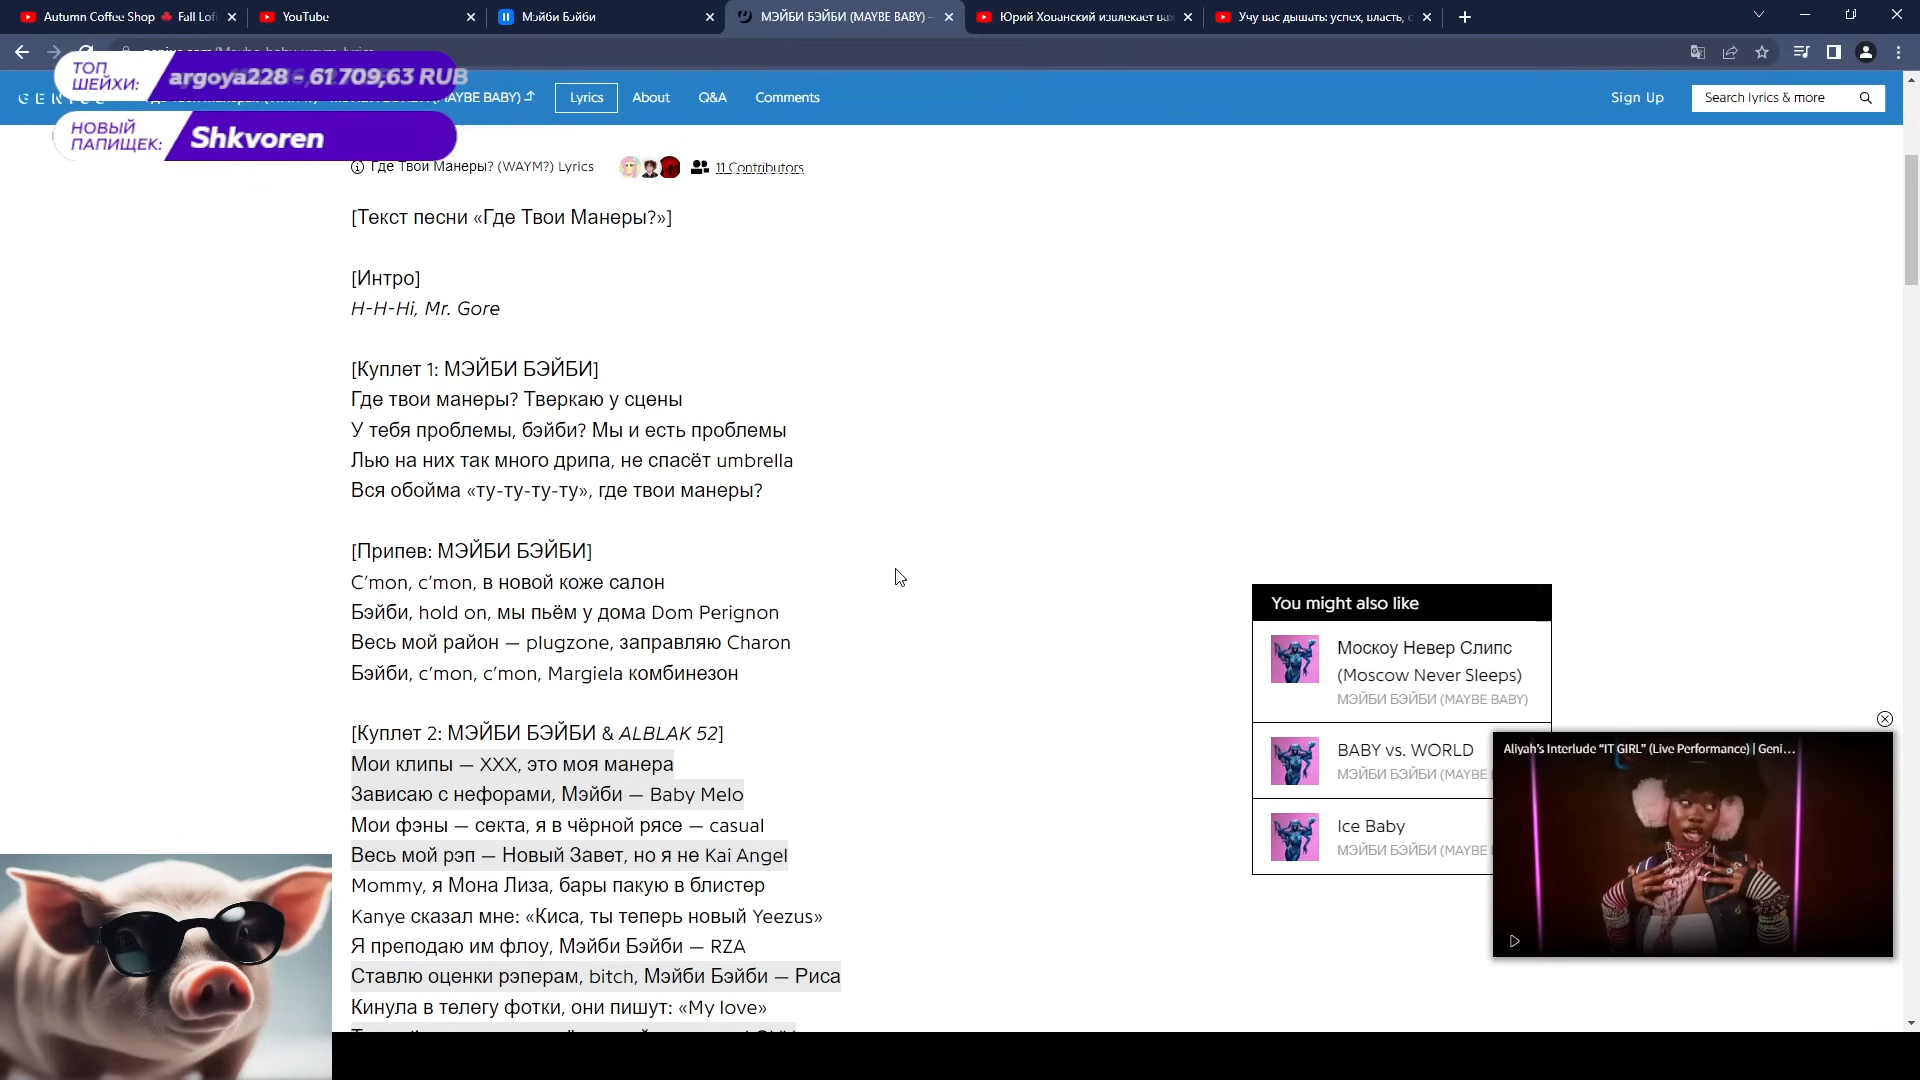 Autumn Coffee Shop 🍁 Fall Lofi
YouTube
Мэйби Бэйби
МЭЙБИ БЭЙБИ (MAYBE BABY) –
Юрий Хованский извлекает ва
Учу вас дышать: успех, власть, с
ТОП
ШЕЙХИ:
argoya228 - 61 709,63 RUB
(MAYBE BABY)
Lyrics
About
Q&A
Comments
Sign Up
Search lyrics & more
НОВЫЙ
ПАПИЩЕК:
Shkvoren
Где Твои Манеры? (WAYM?) Lyrics
11 Contributors
[Текст песни «Где Твои Манеры?»]
[Интро]
H-H-Hi, Mr. Gore
[Куплет 1: МЭЙБИ БЭЙБИ]
Где твои манеры? Тверкаю у сцены
У тебя проблемы, бэйби? Мы и есть проблемы
Лью на них так много дрипа, не спасёт umbrella
Вся обойма «ту-ту-ту-ту», где твои манеры?
[Припев: МЭЙБИ БЭЙБИ]
C’mon, c’mon, в новой коже салон
Бэйби, hold on, мы пьём у дома Dom Perignon
Весь мой район — plugzone, заправляю Charon
Бэйби, c’mon, c’mon, Margiela комбинезон
[Куплет 2: МЭЙБИ БЭЙБИ & ALBLAK 52]
Мои клипы — XXX, это моя манера
Зависаю с нефорами, Мэйби — Baby Melo
Мои фэны — секта, я в чёрной рясе — casual
Весь мой рэп — Новый Завет, но я не Kai Angel
Mommy, я Мона Лиза, бары пакую в блистер
Kanye сказал мне: «Киса, ты теперь новый Yeezus»
Я преподаю им флоу, Мэйби Бэйби — RZA
Ставлю оценки рэперам, bitch, Мэйби Бэйби — Риса
Кинула в телегу фотки, они пишут: «My love»
You might also like
Москоу Невер Слипс
(Moscow Never Sleeps)
МЭЙБИ БЭЙБИ (MAYBE BABY)
BABY vs. WORLD
МЭЙБИ БЭЙБИ (MAYBE
Ice Baby
МЭЙБИ БЭЙБИ (MAYBE
Aliyah’s Interlude “IT GIRL” (Live Performance) | Geni...